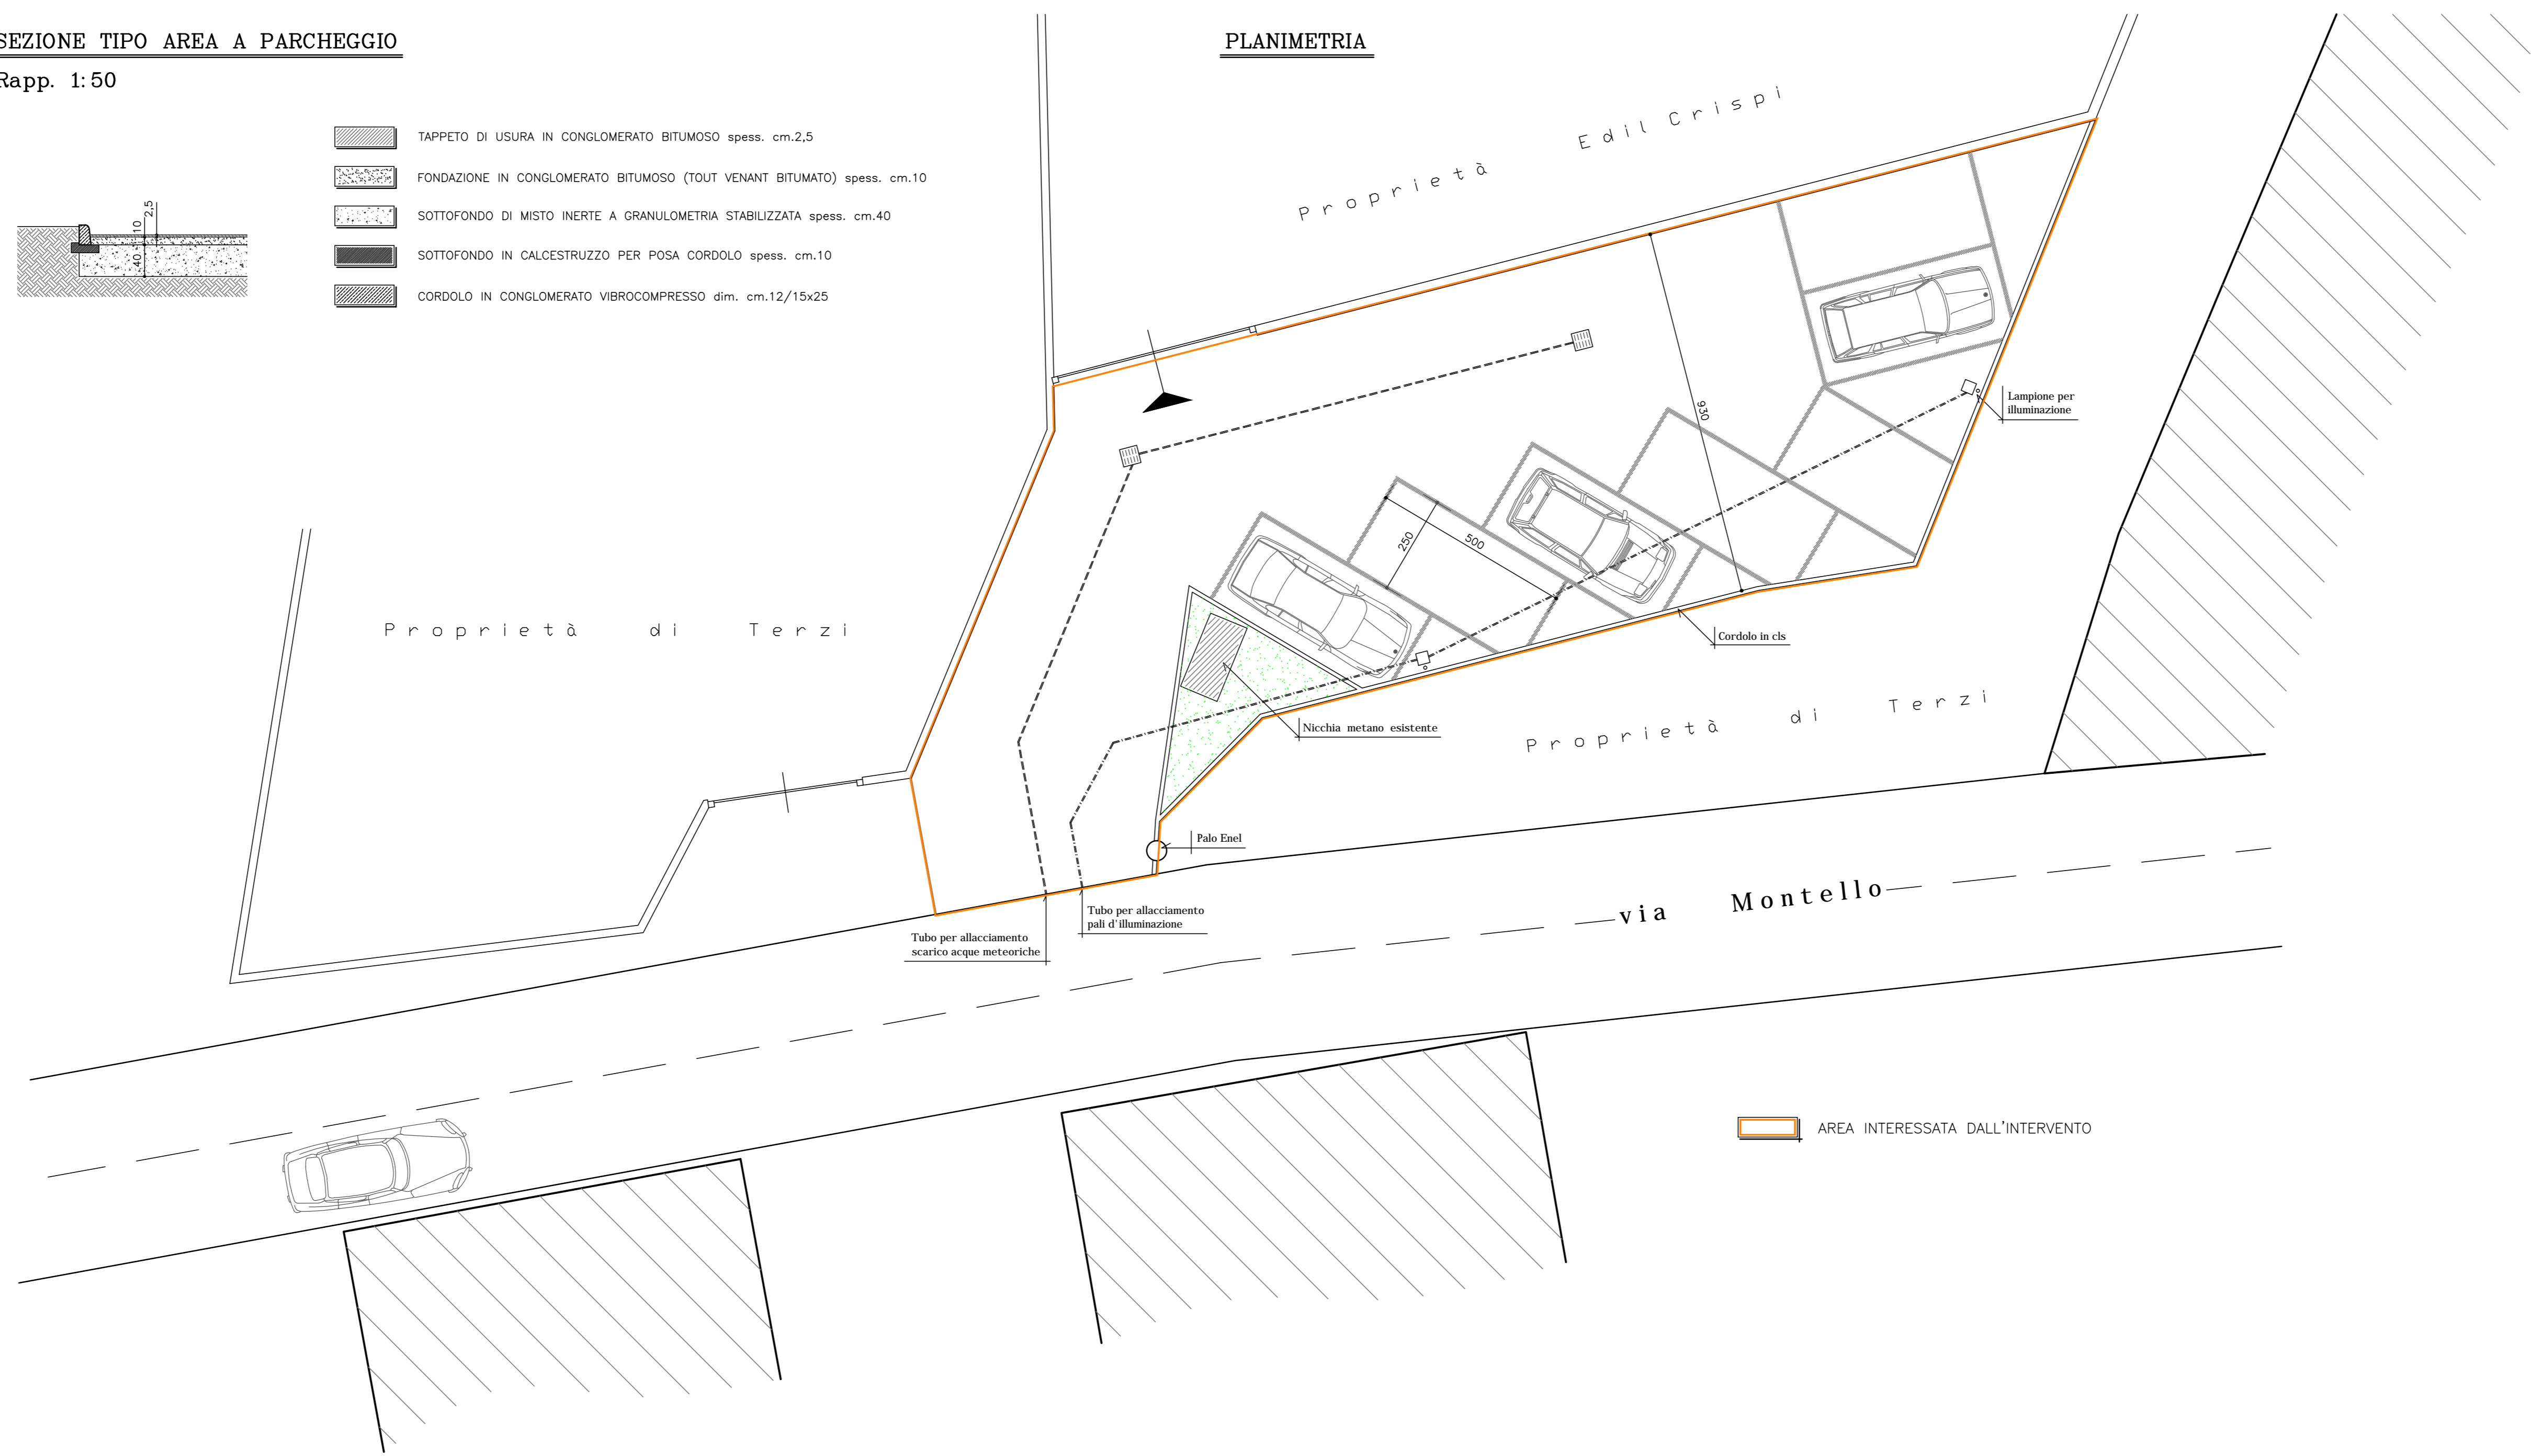 SEZIONE TIPO AREA A PARCHEGGIO
Rapp. 1:50
PLANIMETRIA
TAPPETO DI USURA IN CONGLOMERATO BITUMOSO spess. cm.2,5
FONDAZIONE IN CONGLOMERATO BITUMOSO (TOUT VENANT BITUMATO) spess. cm.10
SOTTOFONDO DI MISTO INERTE A GRANULOMETRIA STABILIZZATA spess. cm.40
SOTTOFONDO IN CALCESTRUZZO PER POSA CORDOLO spess. cm.10
CORDOLO IN CONGLOMERATO VIBROCOMPRESSO dim. cm.12/15x25
2,5
10
40
Proprietà Edil Crispi
930
Lampione per
illuminazione
250
500
Proprietà di Terzi
Cordolo in cls
Nicchia metano esistente
Proprietà di Terzi
Palo Enel
Tubo per allacciamento
pali d'illuminazione
Tubo per allacciamento
scarico acque meteoriche
via Montello
AREA INTERESSATA DALL'INTERVENTO